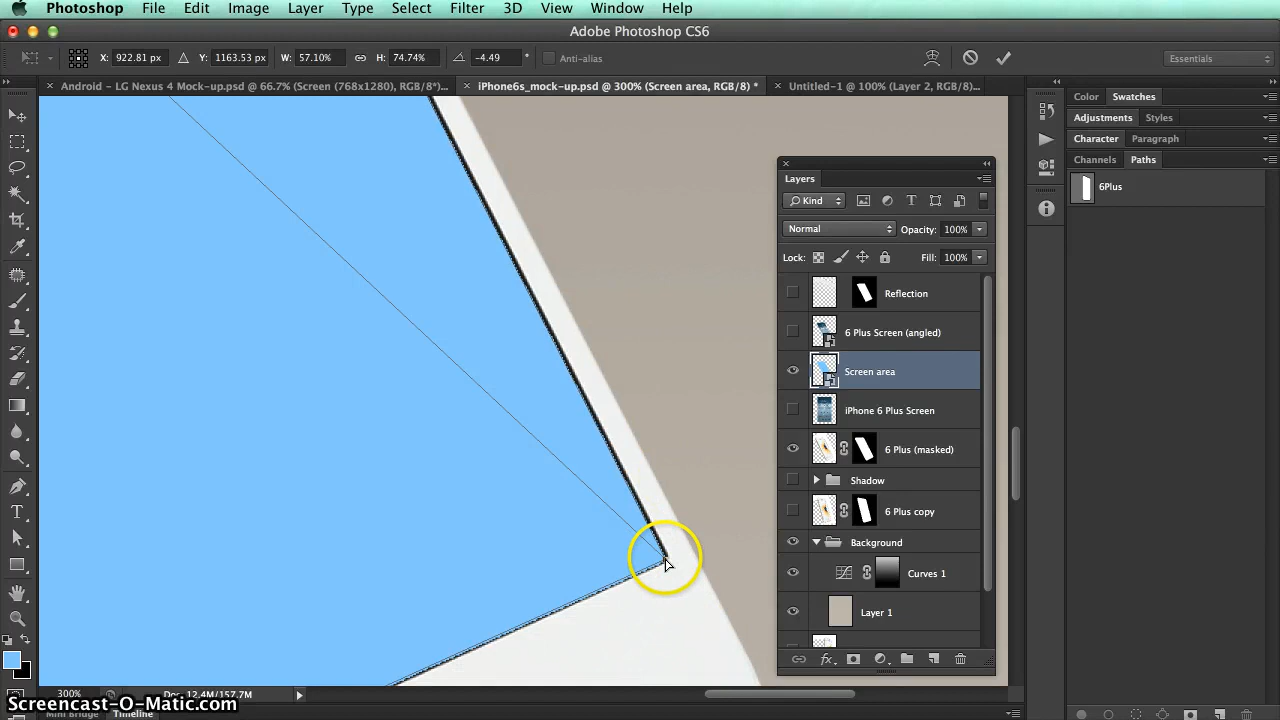 Photoshop File Edit Image Layer Type Select Filter 3D View Window Help
Adobe Photoshop CS6
X: 922.81 px Y: 1163.53 px W: 57.10% H: 74.74% -4.49 ° Anti-alias Essentials
Android - LG Nexus 4 Mock-up.psd @ 66.7% (Screen (768x1280), RGB/8*)... iPhone6s_mock-up.psd @ 300% (Screen area, RGB/8) * Untitled-1 @ 100% (Layer 2, RGB/8)...
Color Swatches
Adjustments Styles
Character Paragraph
Channels Paths
6Plus
Layers
Kind
Normal Opacity: 100%
Lock: Fill: 100%
Reflection
6 Plus Screen (angled)
Screen area
iPhone 6 Plus Screen
6 Plus (masked)
Shadow
6 Plus copy
Background
Curves 1
Layer 1
fx
300% Doc: 12.4M/157.7M
Screencast-O-Matic.com
Mini Bridge Timeline